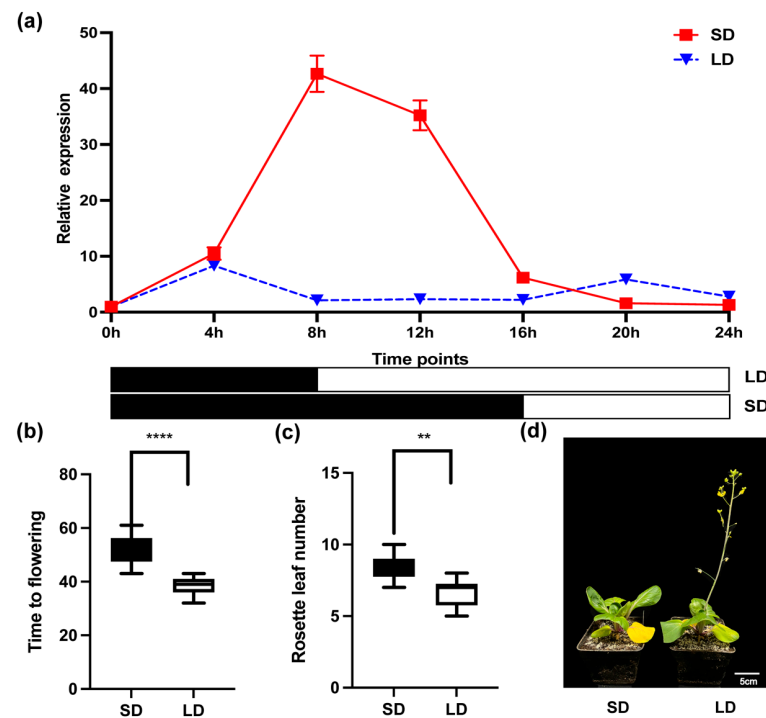 (a)
SD
LD
Relative expression
50
40
30
20
10
0
0h 4h 8h 12h 16h 20h 24h
Time points
LD
SD
(b)
****
Time to flowering
80
60
40
20
0
SD LD
(c)
**
Rosette leaf number
15
10
5
0
SD LD
(d)
5cm
SD LD